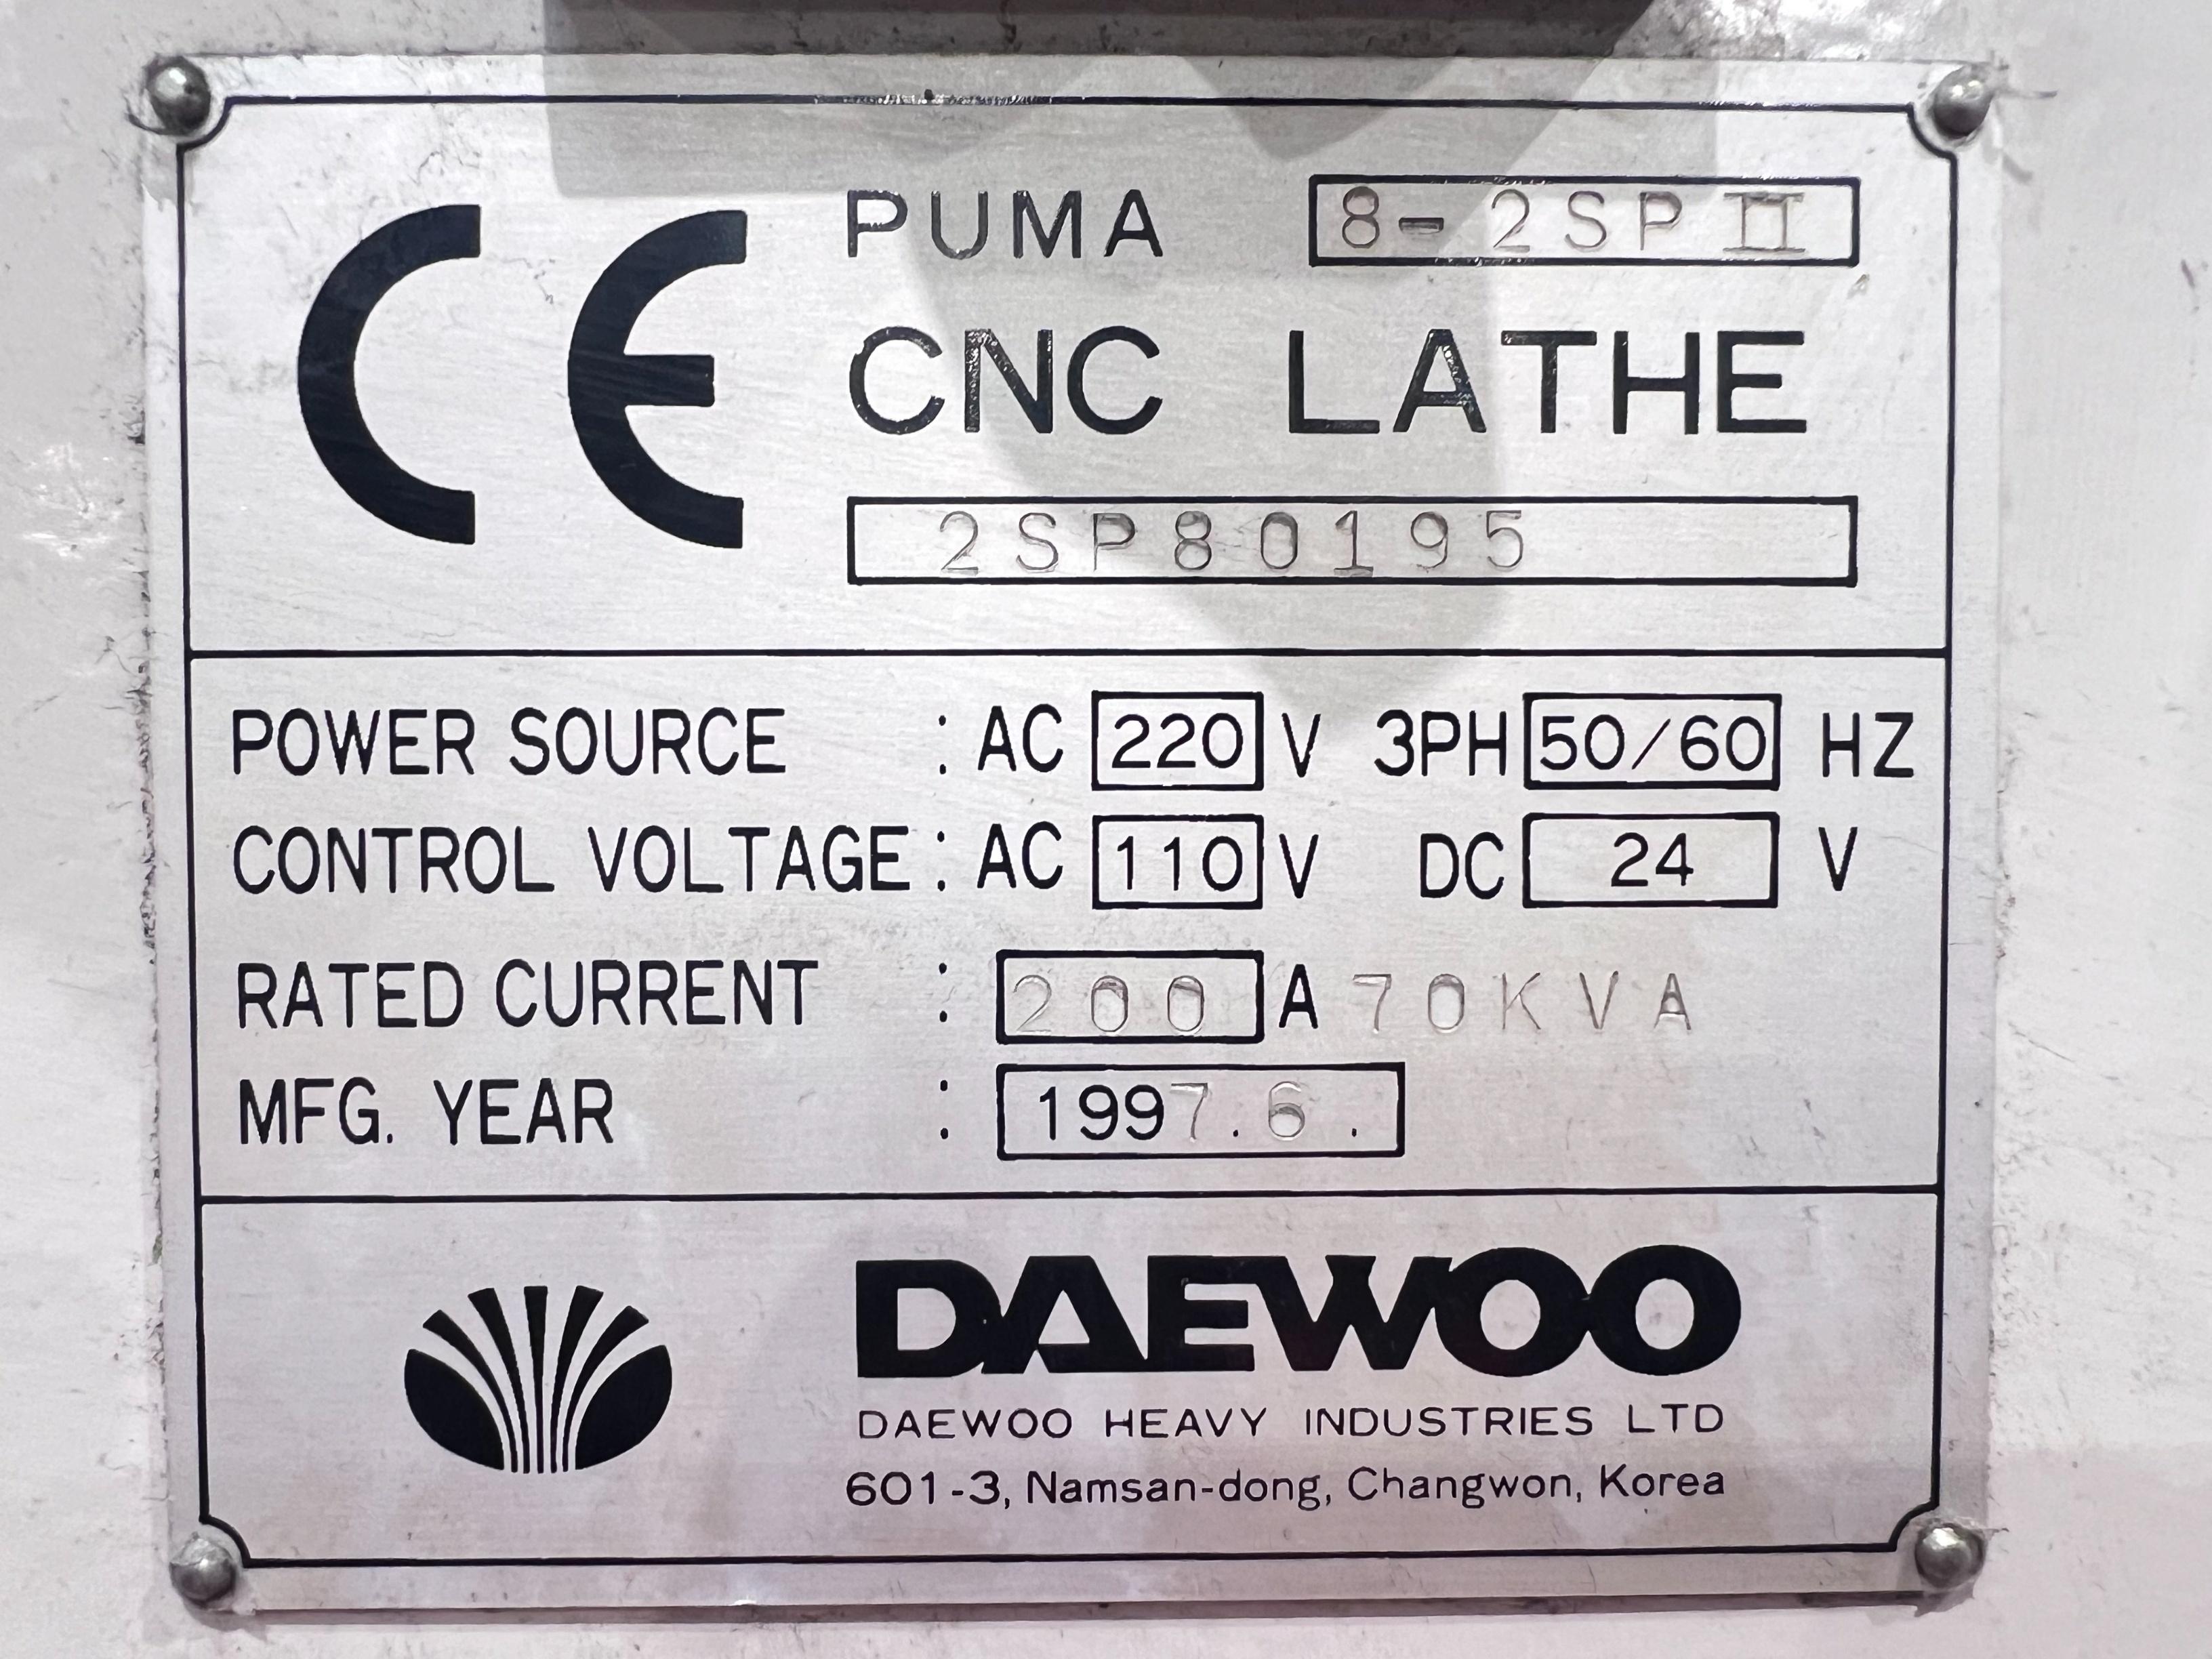 CE
PUMA 8-2SPII
CNC LATHE
2SP80195
POWER SOURCE : AC 220 V 3PH 50/60 HZ
CONTROL VOLTAGE : AC 110 V DC 24 V
RATED CURRENT : 200 A 70KVA
MFG. YEAR : 1997.6.
DAEWOO
DAEWOO HEAVY INDUSTRIES LTD
601-3, Namsan-dong, Changwon, Korea